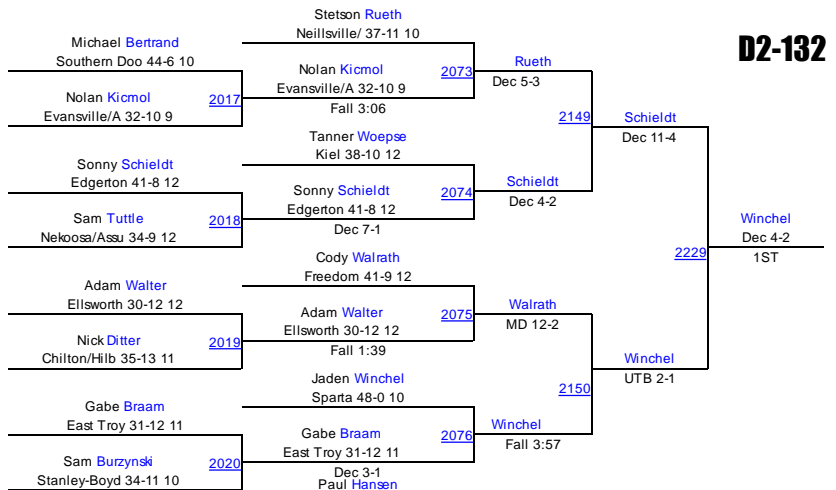 D2-132
Michael Bertrand
Southern Doo 44-6 10
Nolan Kicmol
Evansville/A 32-10 9
2017
Sonny Schieldt
Edgerton 41-8 12
Sam Tuttle
Nekoosa/Assu 34-9 12
2018
Adam Walter
Ellsworth 30-12 12
Nick Ditter
Chilton/Hilb 35-13 11
2019
Gabe Braam
East Troy 31-12 11
Sam Burzynski
Stanley-Boyd 34-11 10
2020
Stetson Rueth
Neillsville/ 37-11 10
Nolan Kicmol
Evansville/A 32-10 9
Fall 3:06
2073
Tanner Woepse
Kiel 38-10 12
Sonny Schieldt
Edgerton 41-8 12
Dec 7-1
2074
Cody Walrath
Freedom 41-9 12
Adam Walter
Ellsworth 30-12 12
Fall 1:39
2075
Jaden Winchel
Sparta 48-0 10
Gabe Braam
East Troy 31-12 11
Dec 3-1
2076
Paul Hansen
Rueth
Dec 5-3
2149
Schieldt
Dec 4-2
Walrath
MD 12-2
2150
Winchel
Fall 3:57
Schieldt
Dec 11-4
2229
Winchel
UTB 2-1
Winchel
Dec 4-2
1ST